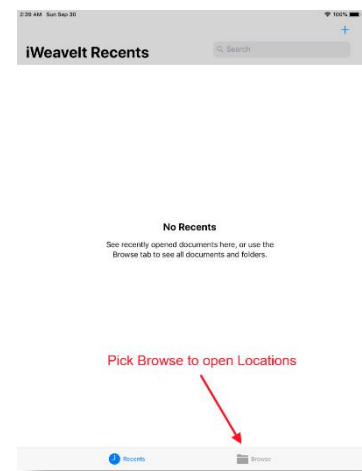 2:39 AM Sun Sep 30
100%
+
iWeaveIt Recents
Search
No Recents
See recently opened documents here, or use the
Browse tab to see all documents and folders.
Pick Browse to open Locations
Recents
Browse